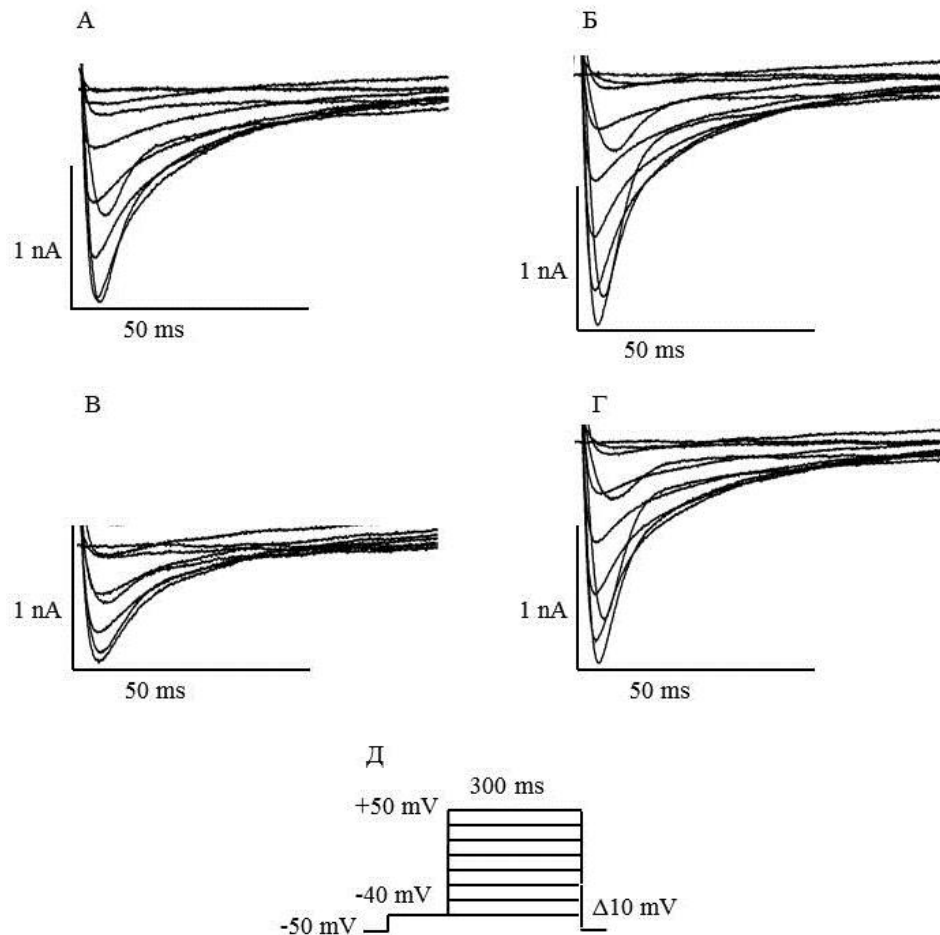 А
Б
1 nA
50 ms
1 nA
50 ms
В
Г
1 nA
50 ms
1 nA
50 ms
Д
300 ms
+50 mV
-40 mV
Δ10 mV
-50 mV